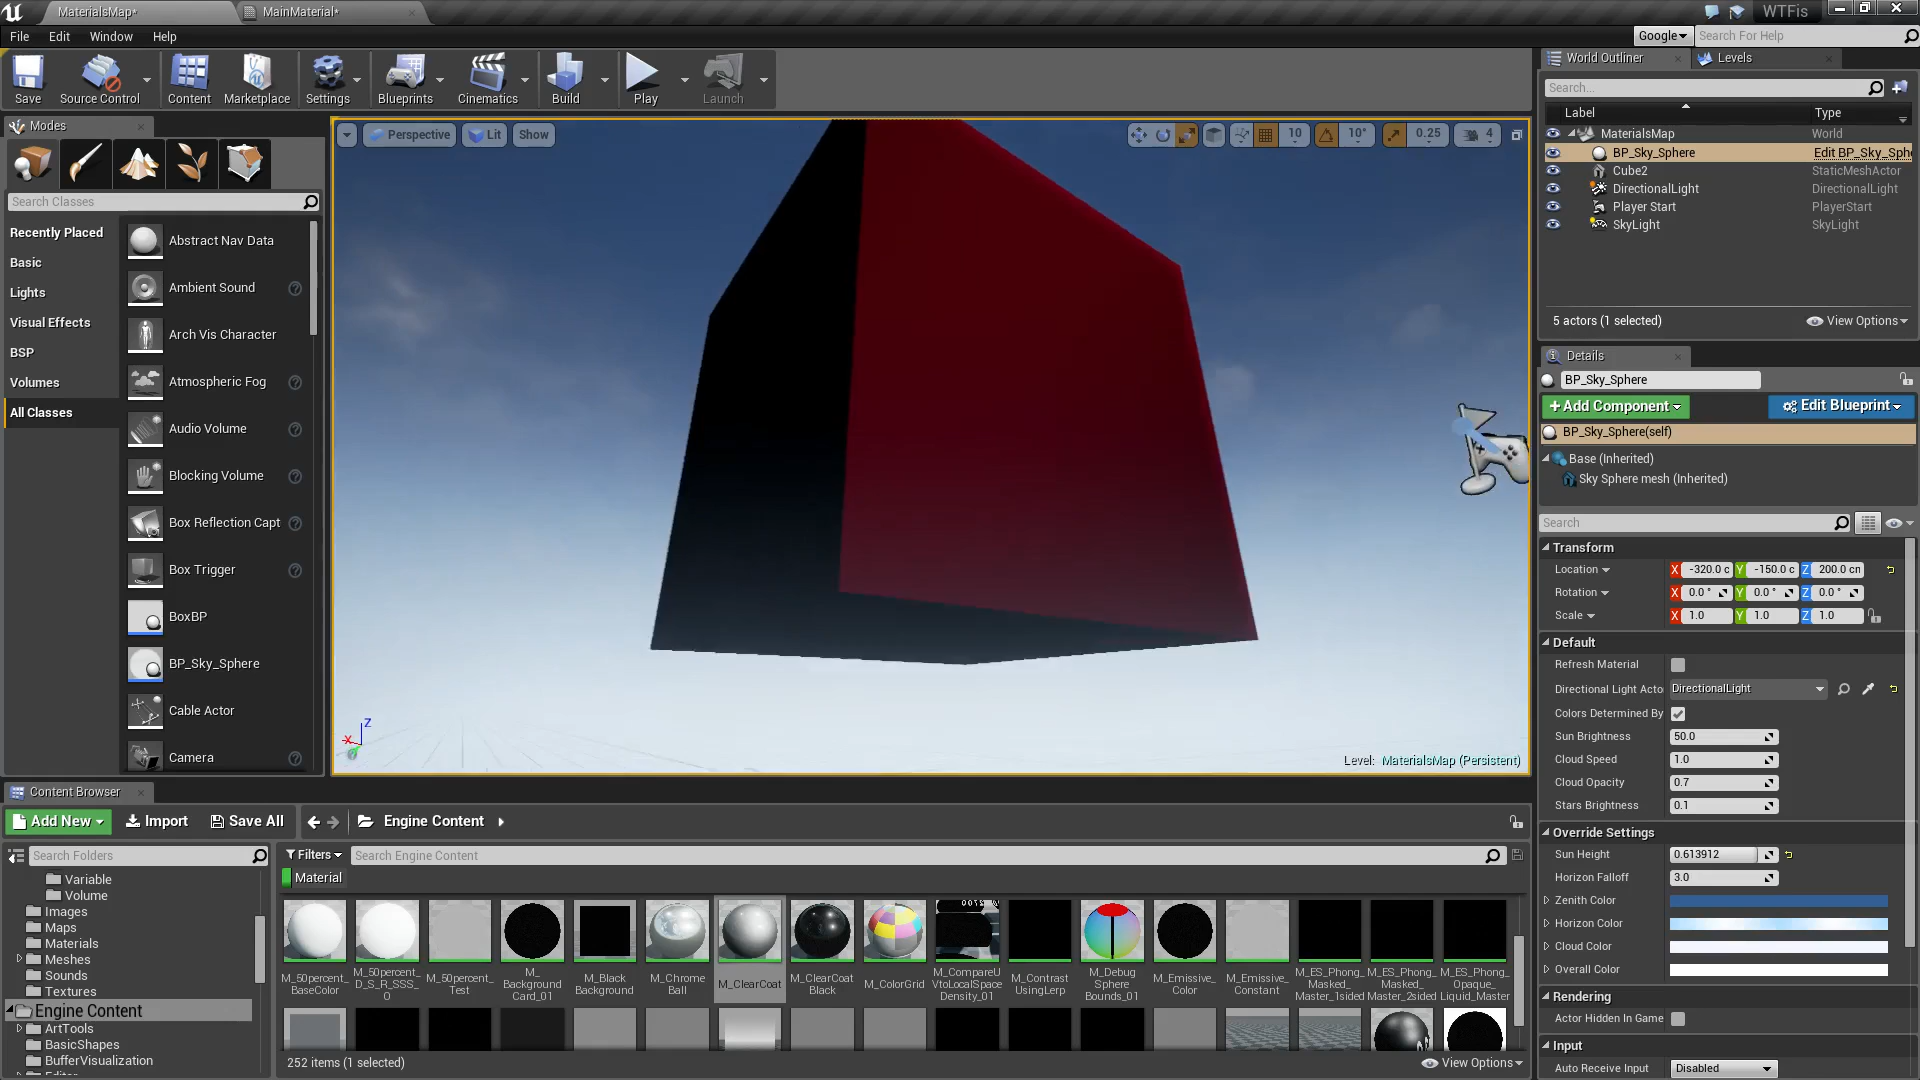 MaterialsMap*
MainMaterial*
WTFis
File
Edit
Window
Help
Google
Search For Help
Save
Source Control
Content
Marketplace
Settings
Blueprints
Cinematics
Build
Play
Launch
World Outliner
Levels
Search...
Label
Type
MaterialsMap
World
BP_Sky_Sphere
Edit BP_Sky_Sph
Cube2
StaticMeshActor
DirectionalLight
DirectionalLight
Player Start
PlayerStart
SkyLight
SkyLight
5 actors (1 selected)
View Options
Modes
Search Classes
Recently Placed
Basic
Lights
Visual Effects
BSP
Volumes
All Classes
Abstract Nav Data
Ambient Sound
Arch Vis Character
Atmospheric Fog
Audio Volume
Blocking Volume
Box Reflection Capt
Box Trigger
BoxBP
BP_Sky_Sphere
Cable Actor
Camera
Perspective
Lit
Show
10
10°
0.25
4
Z
X
Level: MaterialsMap (Persistent)
Details
BP_Sky_Sphere
+Add Component
Edit Blueprint
BP_Sky_Sphere(self)
Base (Inherited)
Sky Sphere mesh (Inherited)
Search
Transform
Location
X -320.0 c Y -150.0 c Z 200.0 cm
Rotation
X 0.0 ° Y 0.0 ° Z 0.0 °
Scale
X 1.0 Y 1.0 Z 1.0
Default
Refresh Material
Directional Light Acto
DirectionalLight
Colors Determined By
Sun Brightness
50.0
Cloud Speed
1.0
Cloud Opacity
0.7
Stars Brightness
0.1
Override Settings
Sun Height
0.613912
Horizon Falloff
3.0
Zenith Color
Horizon Color
Cloud Color
Overall Color
Rendering
Actor Hidden In Game
Input
Auto Receive Input
Disabled
Content Browser
Add New
Import
Save All
Engine Content
Search Folders
Variable
Volume
Images
Maps
Materials
Meshes
Sounds
Textures
Engine Content
ArtTools
BasicShapes
BufferVisualization
Filters
Search Engine Content
Material
M_50percent_
BaseColor
M_50percent_
D_S_R_SSS_
O
M_50percent_
Test
M_
Background
Card_01
M_Black
Background
M_Chrome
Ball
M_ClearCoat
M_ClearCoat
Black
M_ColorGrid
M_CompareU
VtoLocalSpace
Density_01
M_Contrast
UsingLerp
M_Debug
Sphere
Bounds_01
M_Emissive_
Color
M_Emissive_
Constant
M_ES_Phong_
Masked_
Master_1sided
M_ES_Phong_
Masked_
Master_2sided
M_ES_Phong_
Opaque_
Liquid_Master
252 items (1 selected)
View Options